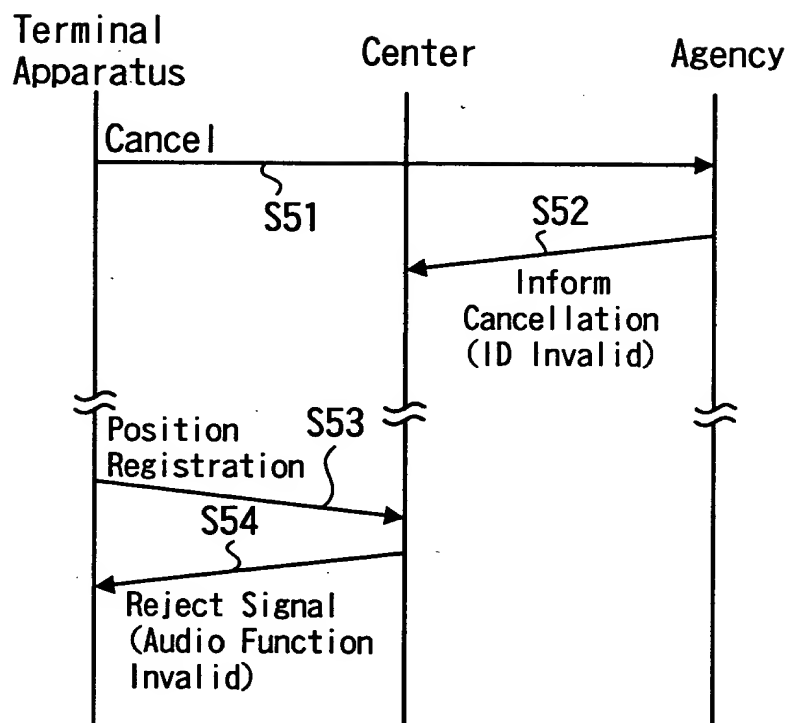 Terminal
Apparatus
Center
Agency
Cancel
S51
S52
Inform
Cancellation
(ID Invalid)
Position
Registration
S53
S54
Reject Signal
(Audio Function
Invalid)